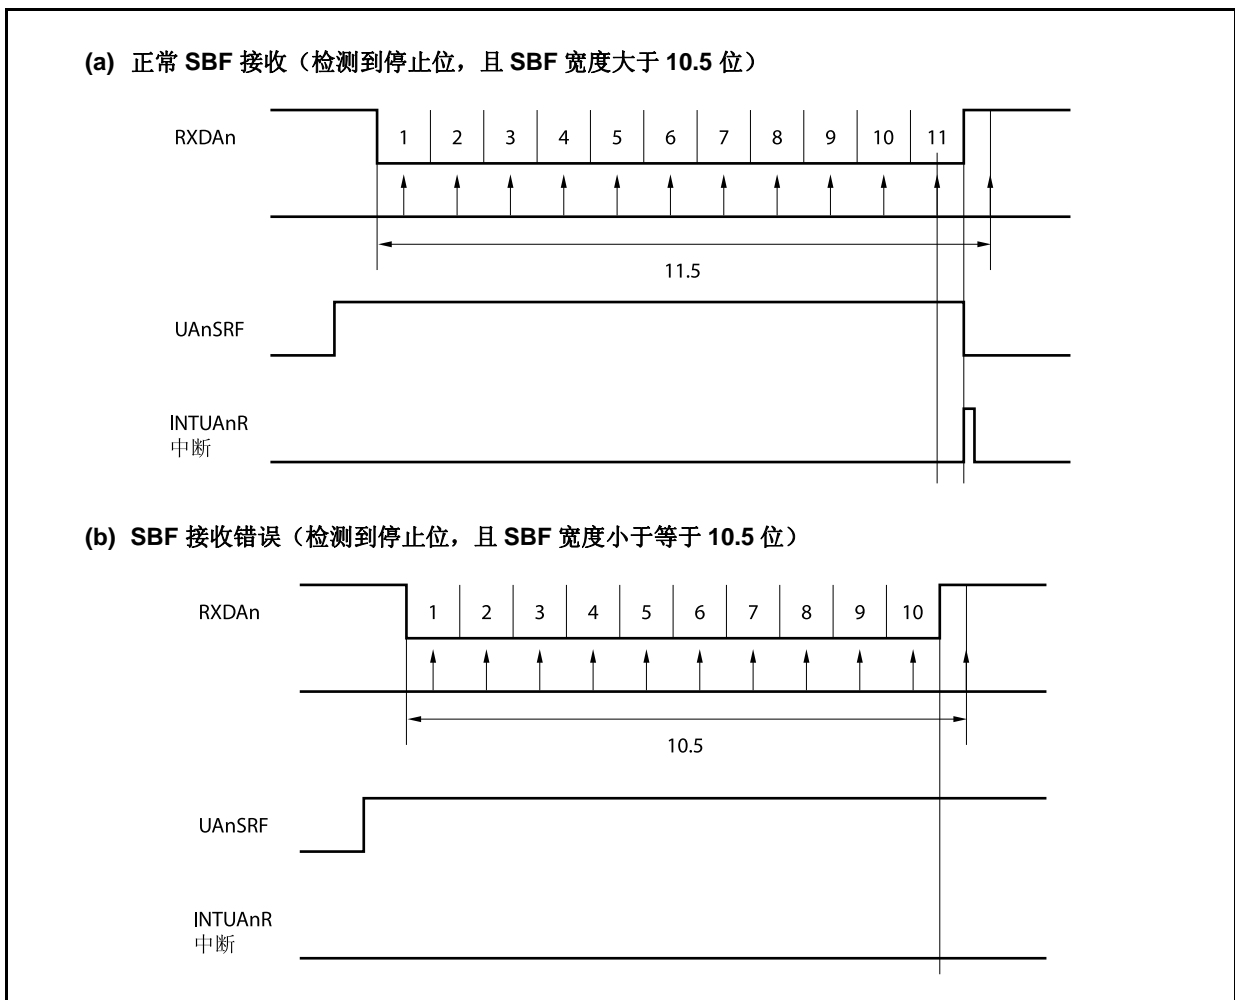 (a) 正常 SBF 接收（检测到停止位，且 SBF 宽度大于 10.5 位）
RXDAn 1 2 3 4 5 6 7 8 9 10 11
11.5
UAnSRF
INTUAnR
中断
(b) SBF 接收错误（检测到停止位，且 SBF 宽度小于等于 10.5 位）
RXDAn 1 2 3 4 5 6 7 8 9 10
10.5
UAnSRF
INTUAnR
中断